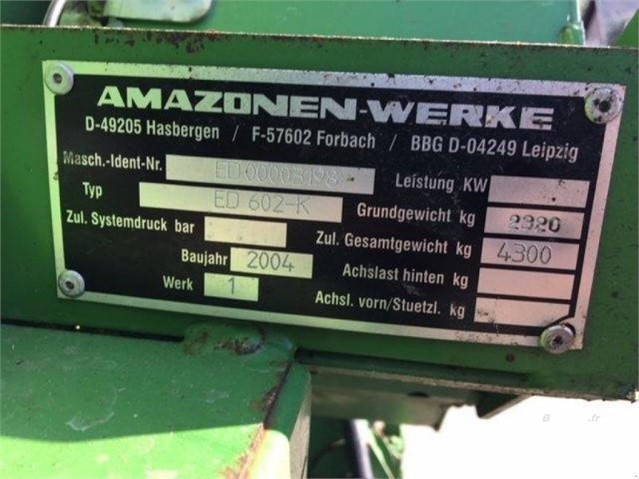 AMAZONEN-WERKE
D-49205 Hasbergen / F-57602 Forbach / BBG D-04249 Leipzig
Masch.-Ident-Nr. ED00003198
Leistung KW
Typ ED 602-K
Grundgewicht kg 2320
Zul. Systemdruck bar
Zul. Gesamtgewicht kg 4300
Baujahr 2004
Achslast hinten kg
Werk 1
Achsl. vorn/Stuetzl. kg